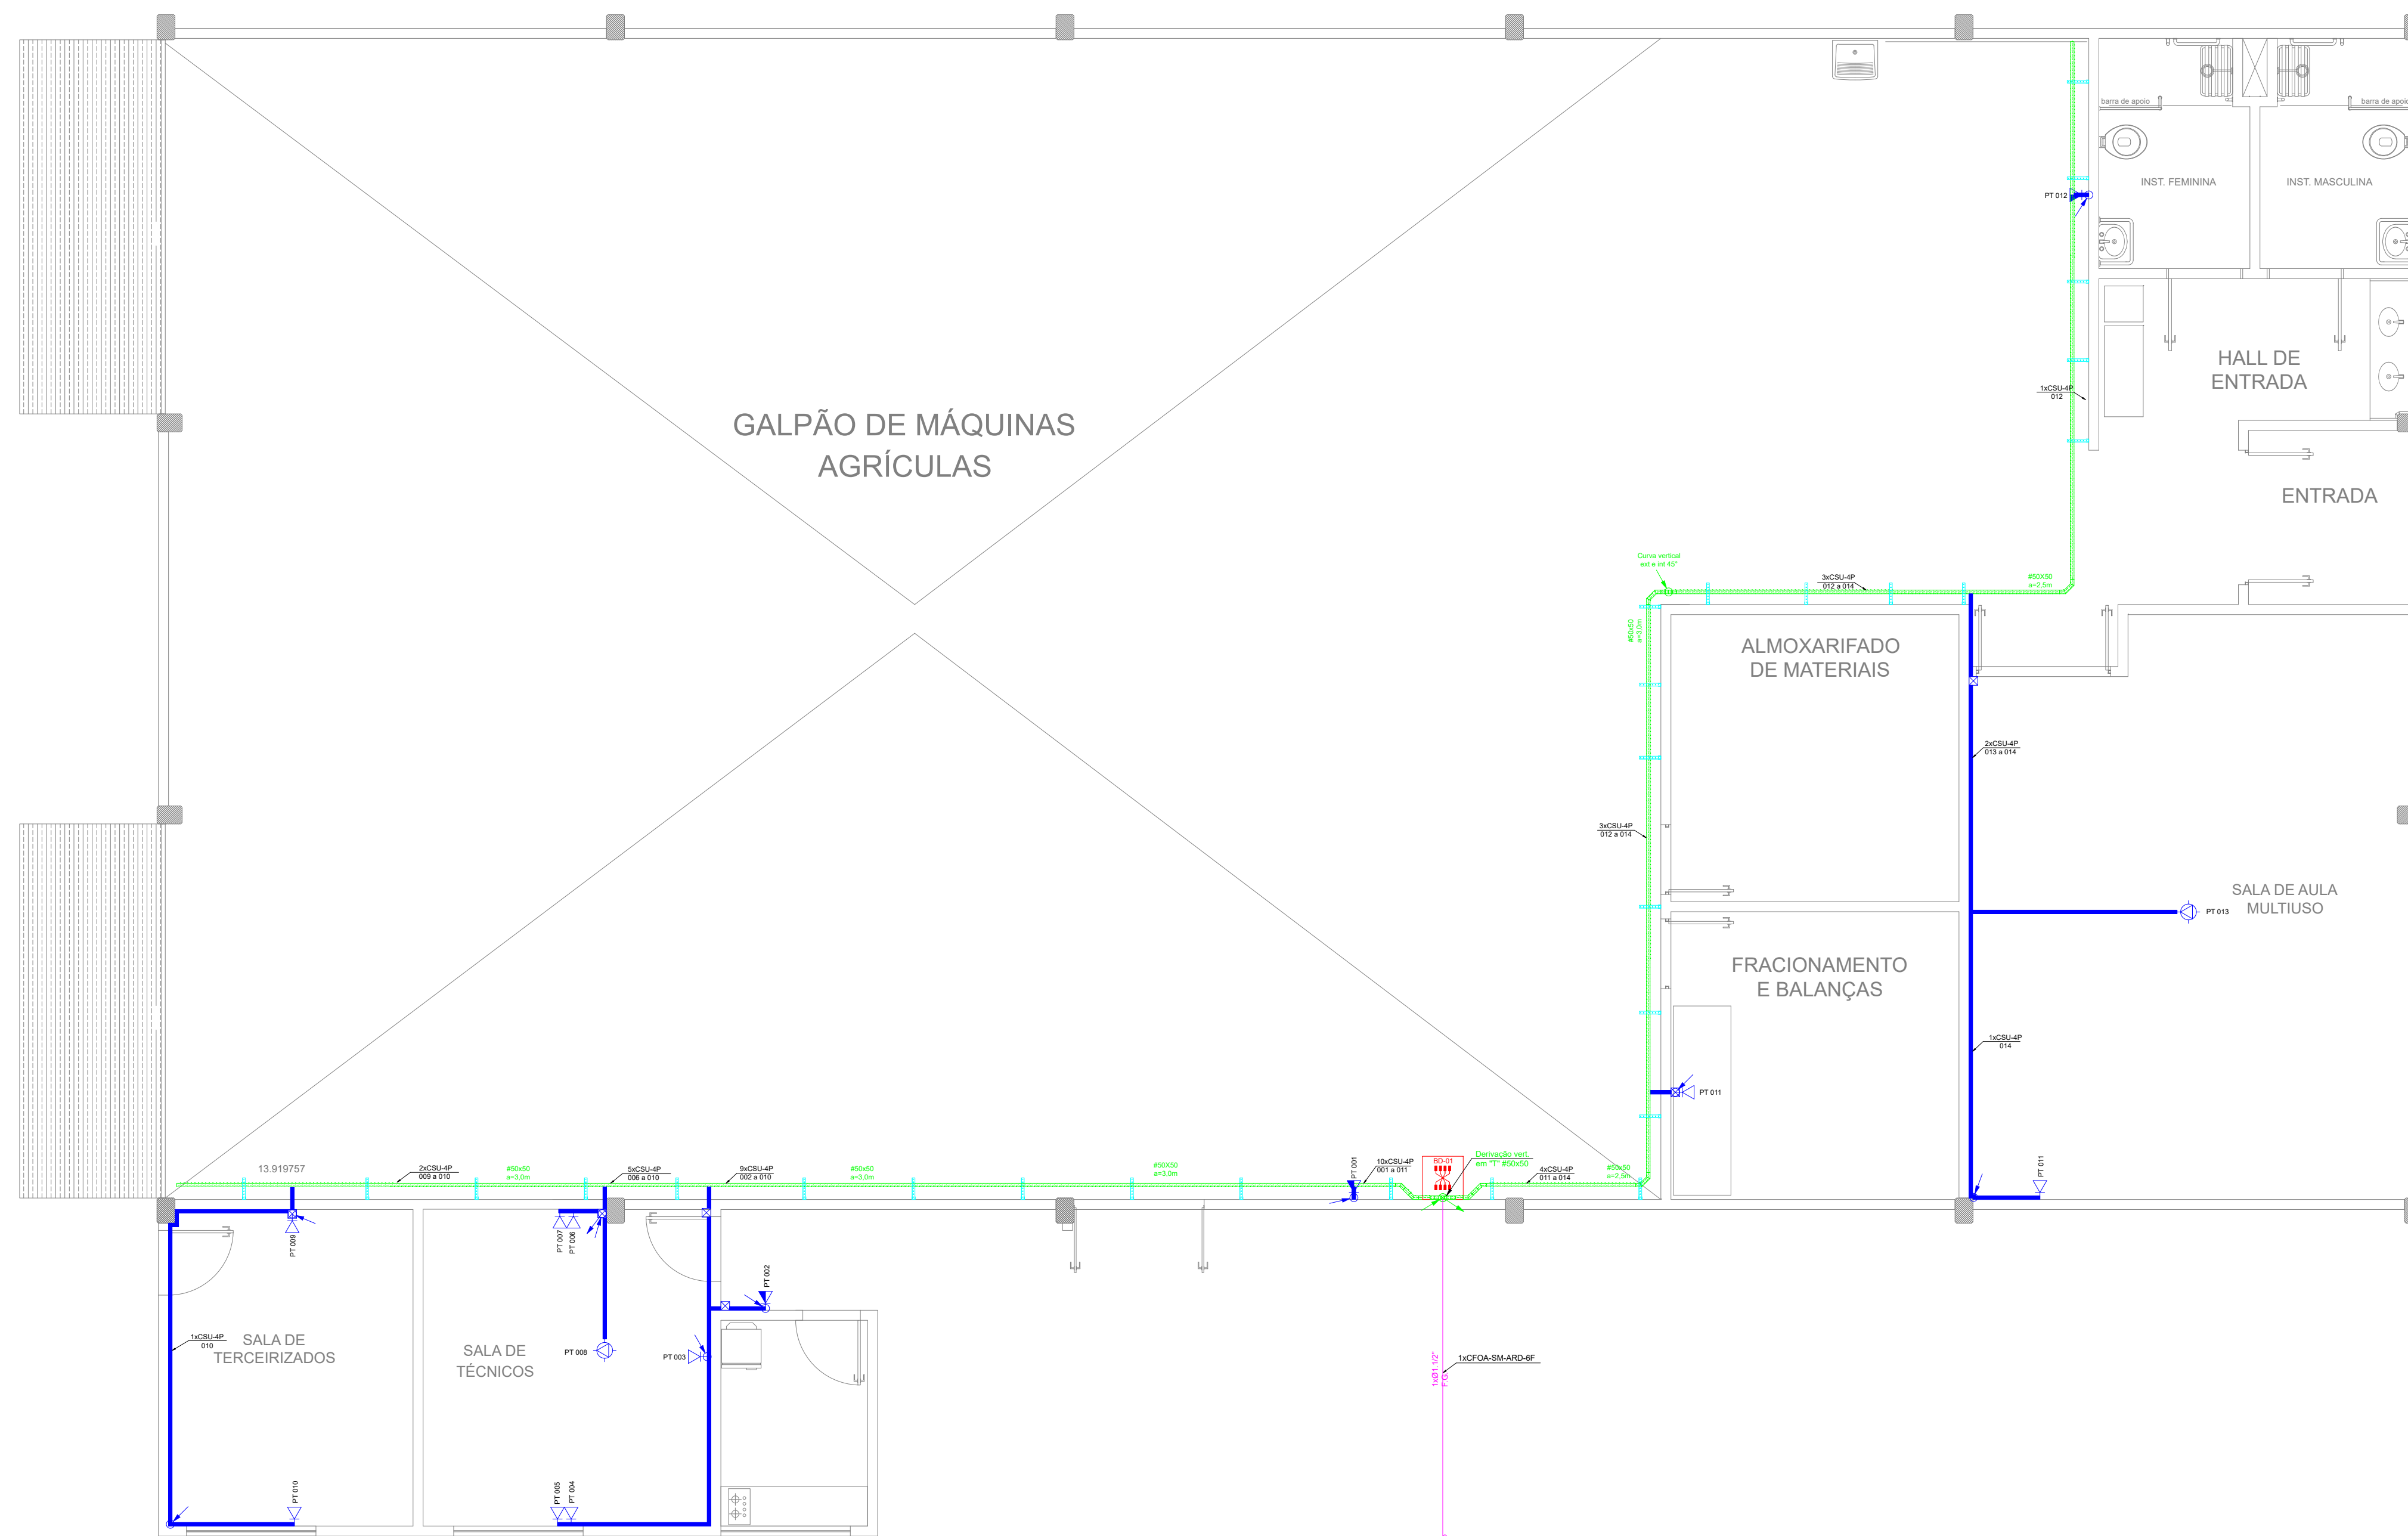 barra de apoio
barra de apoio
INST. FEMININA
INST. MASCULINA
PT 012
HALL DE
ENTRADA
1xCSU-4P
012
GALPÃO DE MÁQUINAS
AGRÍCULAS
ENTRADA
Curva vertical
ext e int 45°
3xCSU-4P
012 a 014
#50X50
a=2,5m
#50x50
a=3,0m
ALMOXARIFADO
DE MATERIAIS
2xCSU-4P
013 a 014
3xCSU-4P
012 a 014
SALA DE AULA
MULTIUSO
PT 013
FRACIONAMENTO
E BALANÇAS
1xCSU-4P
014
PT 011
13.919757
2xCSU-4P
009 a 010
#50x50
a=3,0m
5xCSU-4P
006 a 010
9xCSU-4P
002 a 010
#50x50
a=3,0m
#50X50
a=3,0m
PT 001
10xCSU-4P
001 a 011
BD-01
Derivação vert.
em "T" #50x50
4xCSU-4P
011 a 014
#50x50
a=2,5m
PT 011
PT 009
PT 007
PT 006
PT 002
1xCSU-4P
010
SALA DE
TERCEIRIZADOS
SALA DE
TÉCNICOS
PT 008
PT 003
1xØ1.1/2"
F.G.
1xCFOA-SM-ARD-6F
PT 010
PT 005
PT 004